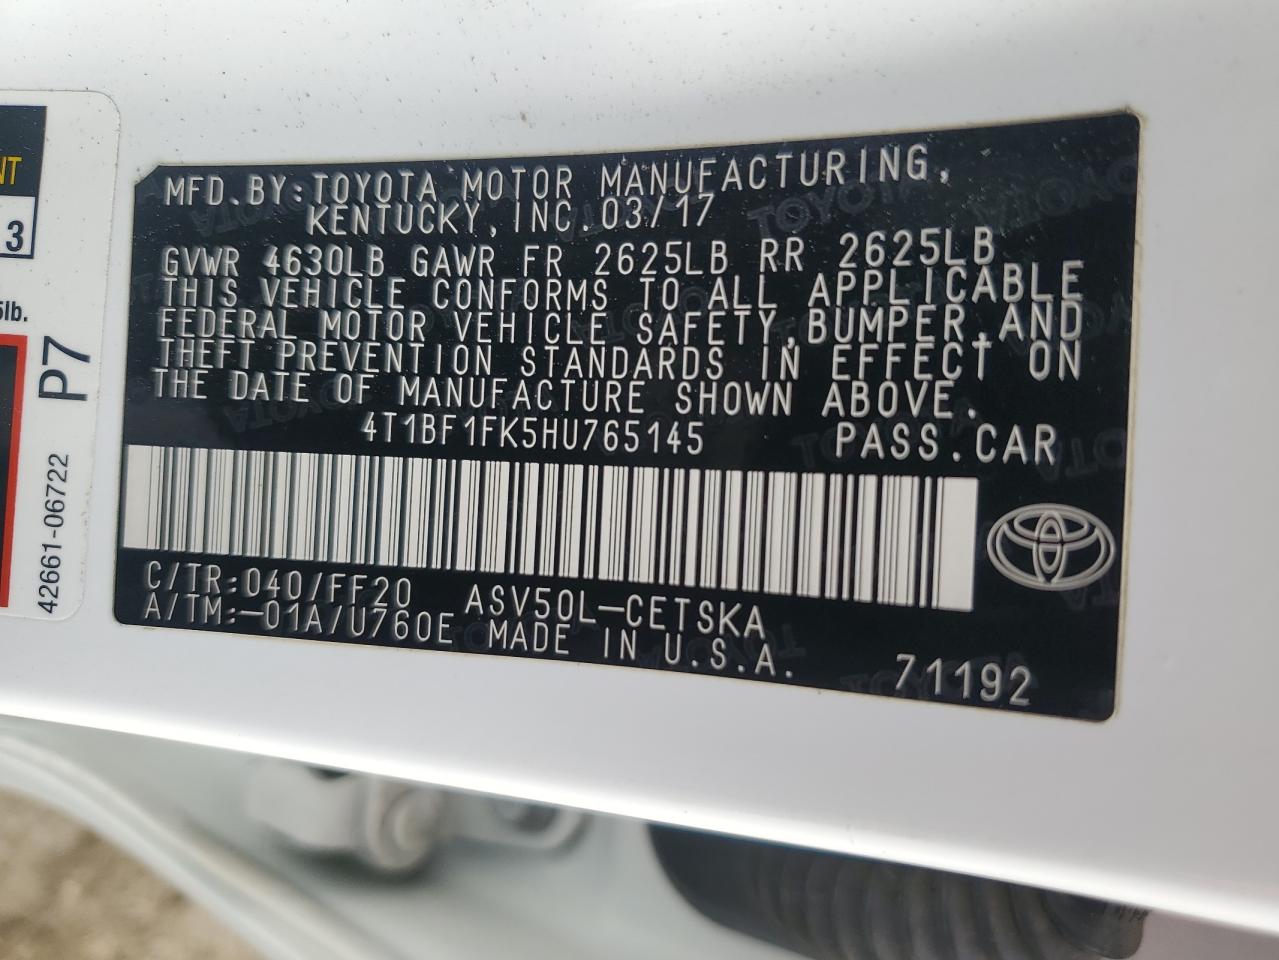 NT
3
5lb.
P7
42661-06722
MFD.BY:TOYOTA MOTOR MANUFACTURING,
KENTUCKY,INC.03/17
GVWR 4630LB GAWR FR 2625LB RR 2625LB
THIS VEHICLE CONFORMS TO ALL APPLICABLE
FEDERAL MOTOR VEHICLE SAFETY,BUMPER,AND
THEFT PREVENTION STANDARDS IN EFFECT ON
THE DATE OF MANUFACTURE SHOWN ABOVE.
4T1BF1FK5HU765145 PASS.CAR
C/TR:040/FF20 ASV50L-CETSKA
A/TM:-01A/U760E MADE IN U.S.A.
71192